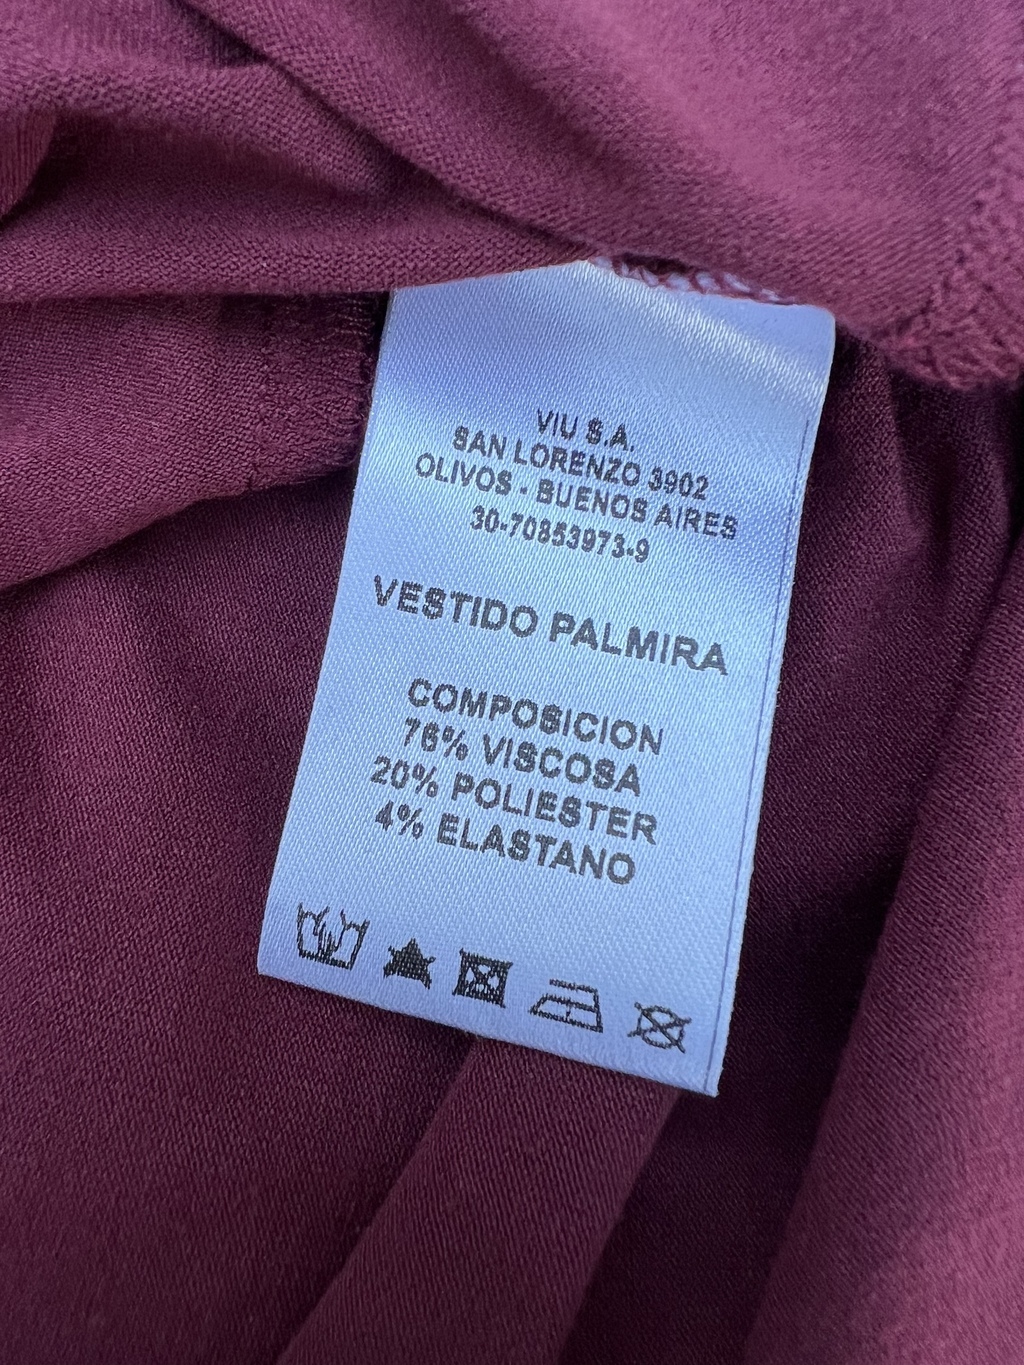 VIU S.A.
SAN LORENZO 3902
OLIVOS - BUENOS AIRES
30-70853973-9
VESTIDO PALMIRA
COMPOSICION
76% VISCOSA
20% POLIESTER
4% ELASTANO